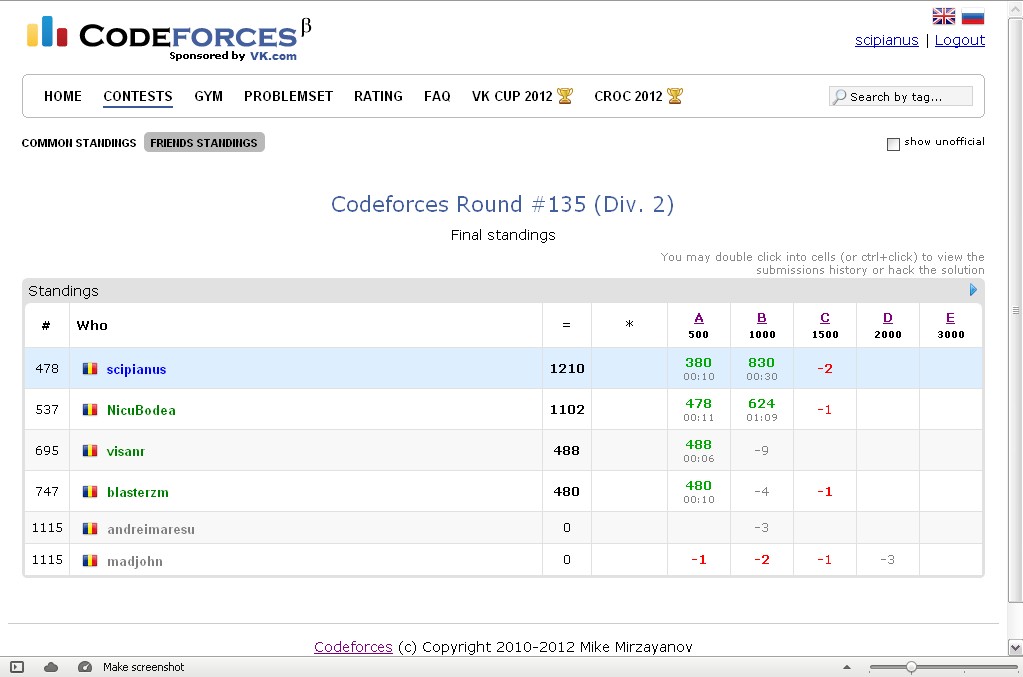 CODEFORCES β
Sponsored by VK.com
scipianus | Logout
HOME CONTESTS GYM PROBLEMSET RATING FAQ VK CUP 2012 CROC 2012 Search by tag...
COMMON STANDINGS FRIENDS STANDINGS show unofficial
Codeforces Round #135 (Div. 2)
Final standings
You may double click into cells (or ctrl+click) to view the
submissions history or hack the solution
Standings
# Who = * A B C D E
500 1000 1500 2000 3000
478 scipianus 1210 380 830 -2
00:10 00:30
537 NicuBodea 1102 478 624 -1
00:11 01:09
695 visanr 488 488 -9
00:06
747 blasterzm 480 480 -4 -1
00:10
1115 andreimaresu 0 -3
1115 madjohn 0 -1 -2 -1 -3
Codeforces (c) Copyright 2010-2012 Mike Mirzayanov
Make screenshot